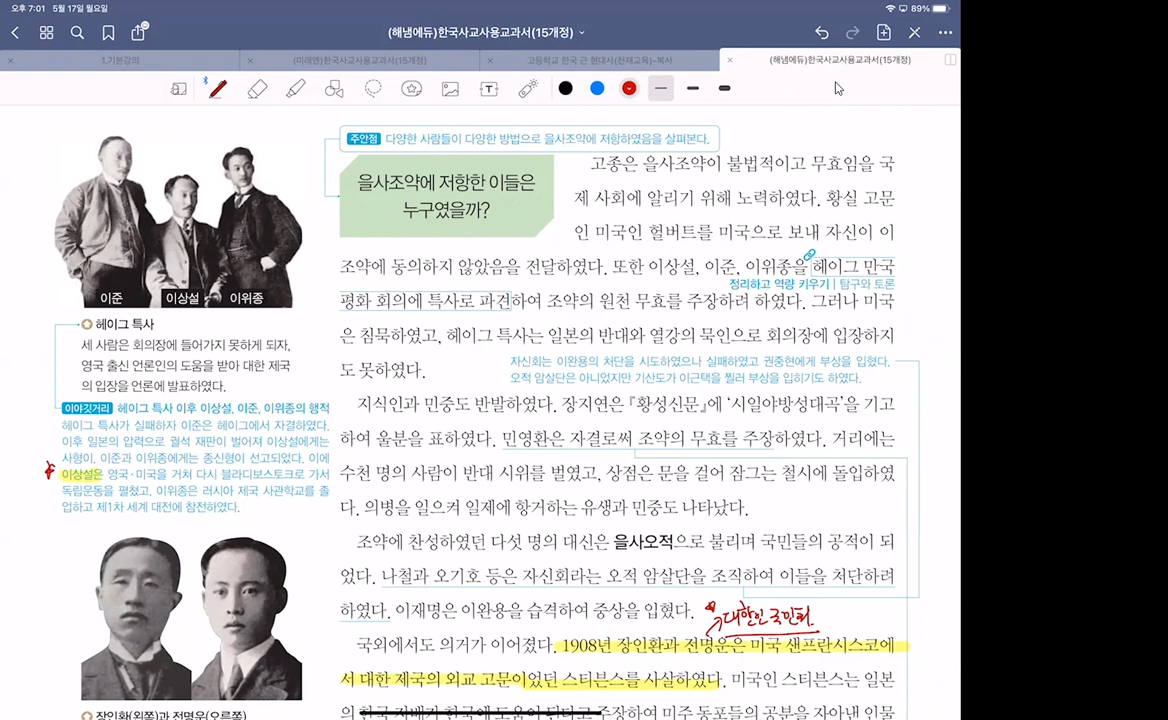 오후 7:01 5월 17일 월요일
89%
(해냄에듀)한국사교사용교과서(15개정)
1.기본강의
(미래엔)한국사교사용교과서(15개정)
고등학교 한국 근 현대사(천재교육)-복사
(해냄에듀)한국사교사용교과서(15개정)
주안점 다양한 사람들이 다양한 방법으로 을사조약에 저항하였음을 살펴본다.
을사조약에 저항한 이들은
누구였을까?
고종은 을사조약이 불법적이고 무효임을 국
제 사회에 알리기 위해 노력하였다. 황실 고문
인 미국인 헐버트를 미국으로 보내 자신이 이
조약에 동의하지 않았음을 전달하였다. 또한 이상설, 이준, 이위종을 헤이그 만국
정리하고 역량 키우기 | 탐구와 토론
평화 회의에 특사로 파견하여 조약의 원천 무효를 주장하려 하였다. 그러나 미국
은 침묵하였고, 헤이그 특사는 일본의 반대와 열강의 묵인으로 회의장에 입장하지
도 못하였다.
자신회는 이완용의 처단을 시도하였으나 실패하였고 권중현에게 부상을 입혔다.
오적 암살단은 아니었지만 기산도가 이근택을 찔러 부상을 입히기도 하였다.
지식인과 민중도 반발하였다. 장지연은 『황성신문』에 ‘시일야방성대곡’을 기고
하여 울분을 표하였다. 민영환은 자결로써 조약의 무효를 주장하였다. 거리에는
수천 명의 사람이 반대 시위를 벌였고, 상점은 문을 걸어 잠그는 철시에 돌입하였
다. 의병을 일으켜 일제에 항거하는 유생과 민중도 나타났다.
조약에 찬성하였던 다섯 명의 대신은 을사오적으로 불리며 국민들의 공적이 되
었다. 나철과 오기호 등은 자신회라는 오적 암살단을 조직하여 이들을 처단하려
하였다. 이재명은 이완용을 습격하여 중상을 입혔다.
대한인국민회
국외에서도 의거가 이어졌다. 1908년 장인환과 전명운은 미국 샌프란시스코에
서 대한 제국의 외교 고문이었던 스티븐스를 사살하였다. 미국인 스티븐스는 일본
의 한국 지배가 한국에 도움이 된다고 주장하여 미주 동포들의 공분을 자아낸 인물
이준
이상설
이위종
헤이그 특사
세 사람은 회의장에 들어가지 못하게 되자,
영국 출신 언론인의 도움을 받아 대한 제국
의 입장을 언론에 발표하였다.
이야깃거리 헤이그 특사 이후 이상설, 이준, 이위종의 행적
헤이그 특사가 실패하자 이준은 헤이그에서 자결하였다.
이후 일본의 압력으로 궐석 재판이 벌어져 이상설에게는
사형이, 이준과 이위종에게는 종신형이 선고되었다. 이에
이상설은 영국·미국을 거쳐 다시 블라디보스토크로 가서
독립운동을 펼쳤고, 이위종은 러시아 제국 사관학교를 졸
업하고 제1차 세계 대전에 참전하였다.
장인환(왼쪽)과 전명운(오른쪽)